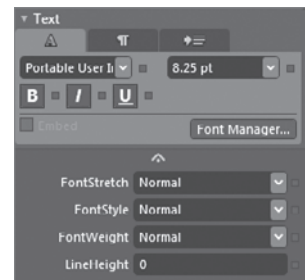 Text
A ¶
Portable User I 8.25 pt
B I U
Embed Font Manager...
FontStretch Normal
FontStyle Normal
FontWeight Normal
LineHeight 0